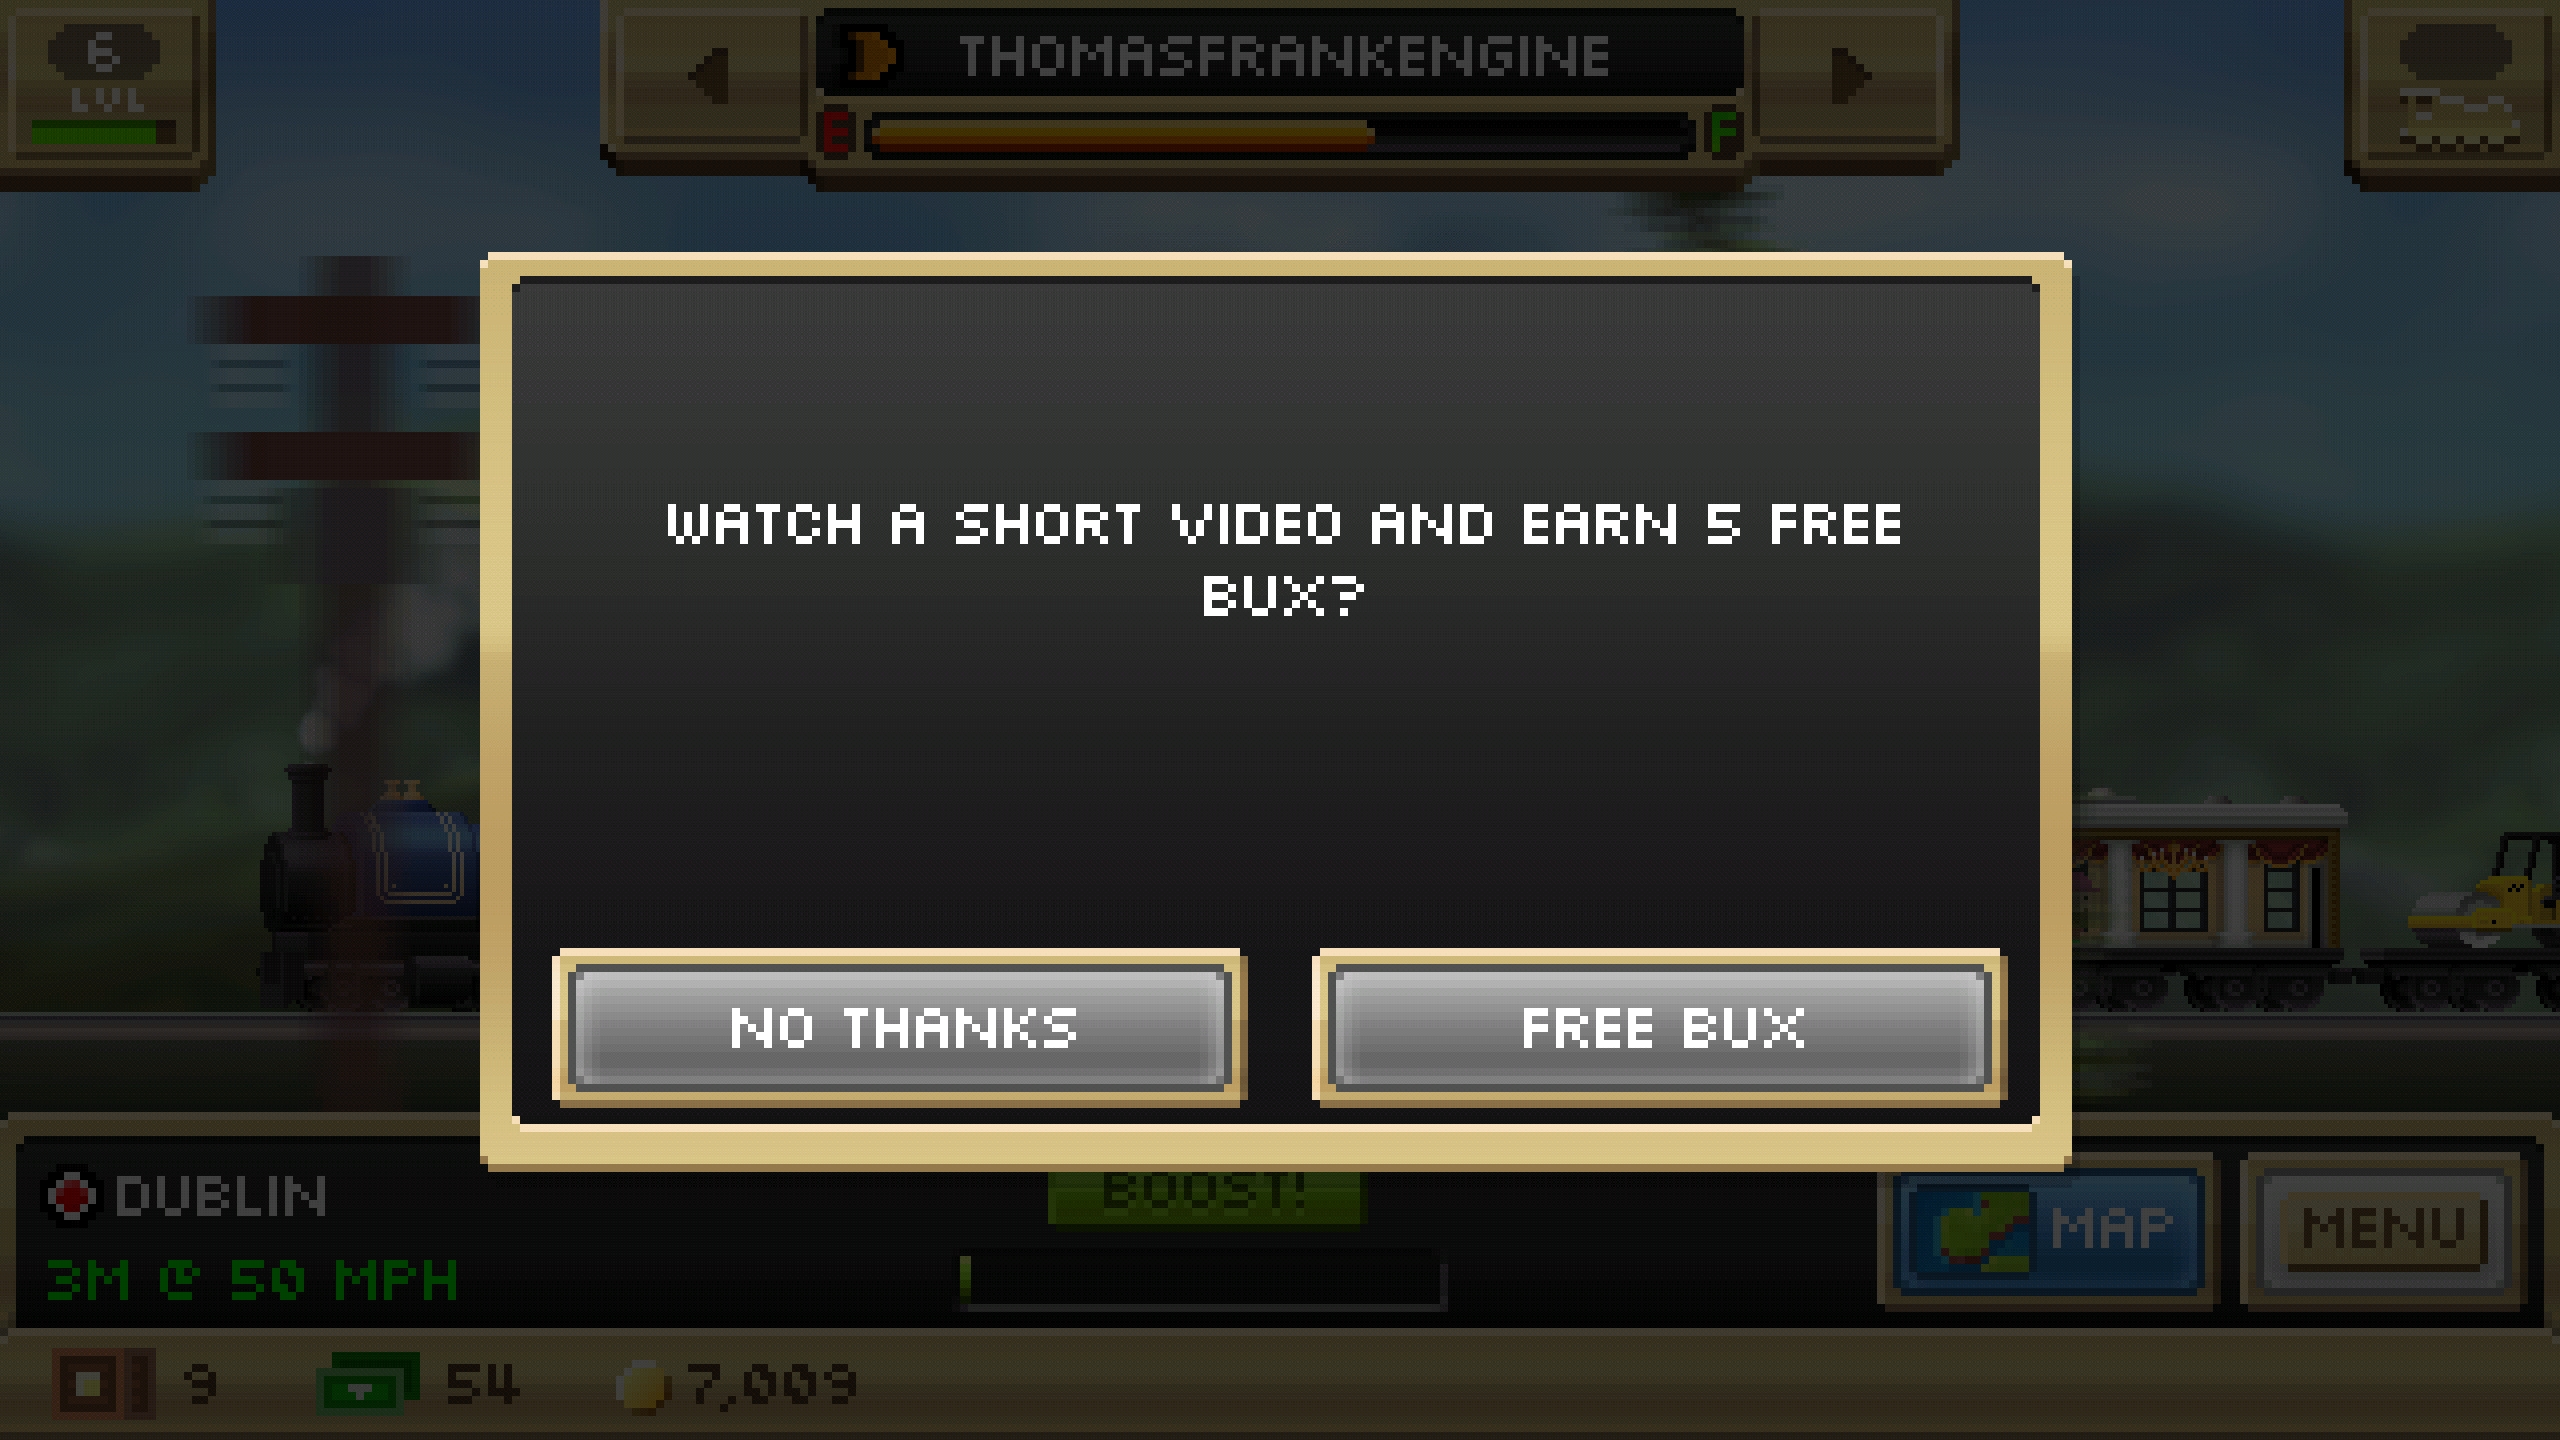 6
LVL
THOMASFRANKENGINE
E F
WATCH A SHORT VIDEO AND EARN 5 FREE
BUX?
NO THANKS
FREE BUX
DUBLIN
BOOST!
3M @ 50 MPH
MAP
MENU
9
54
7,009